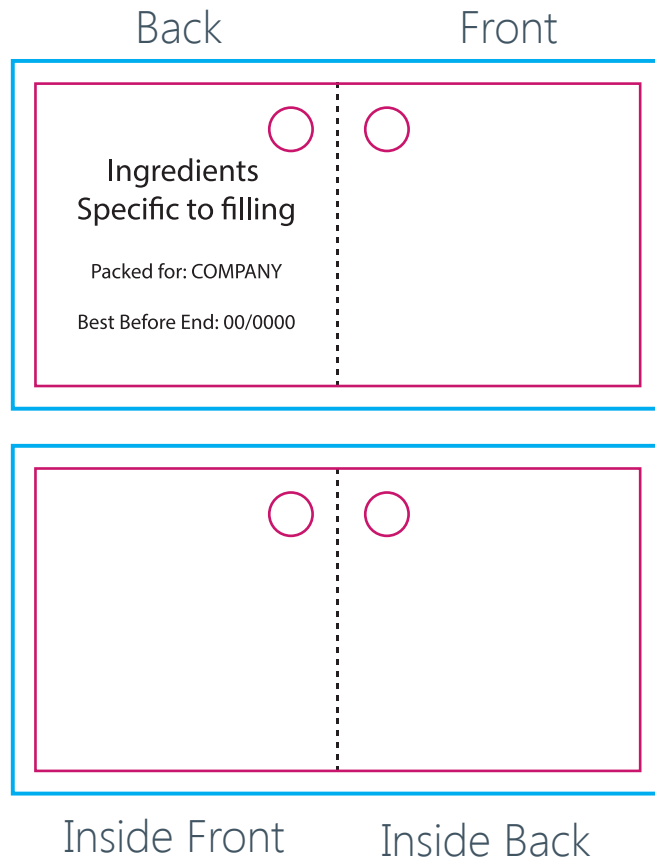 Back Front
Ingredients
Specific to filling
Packed for: COMPANY
Best Before End: 00/0000
Inside Front Inside Back